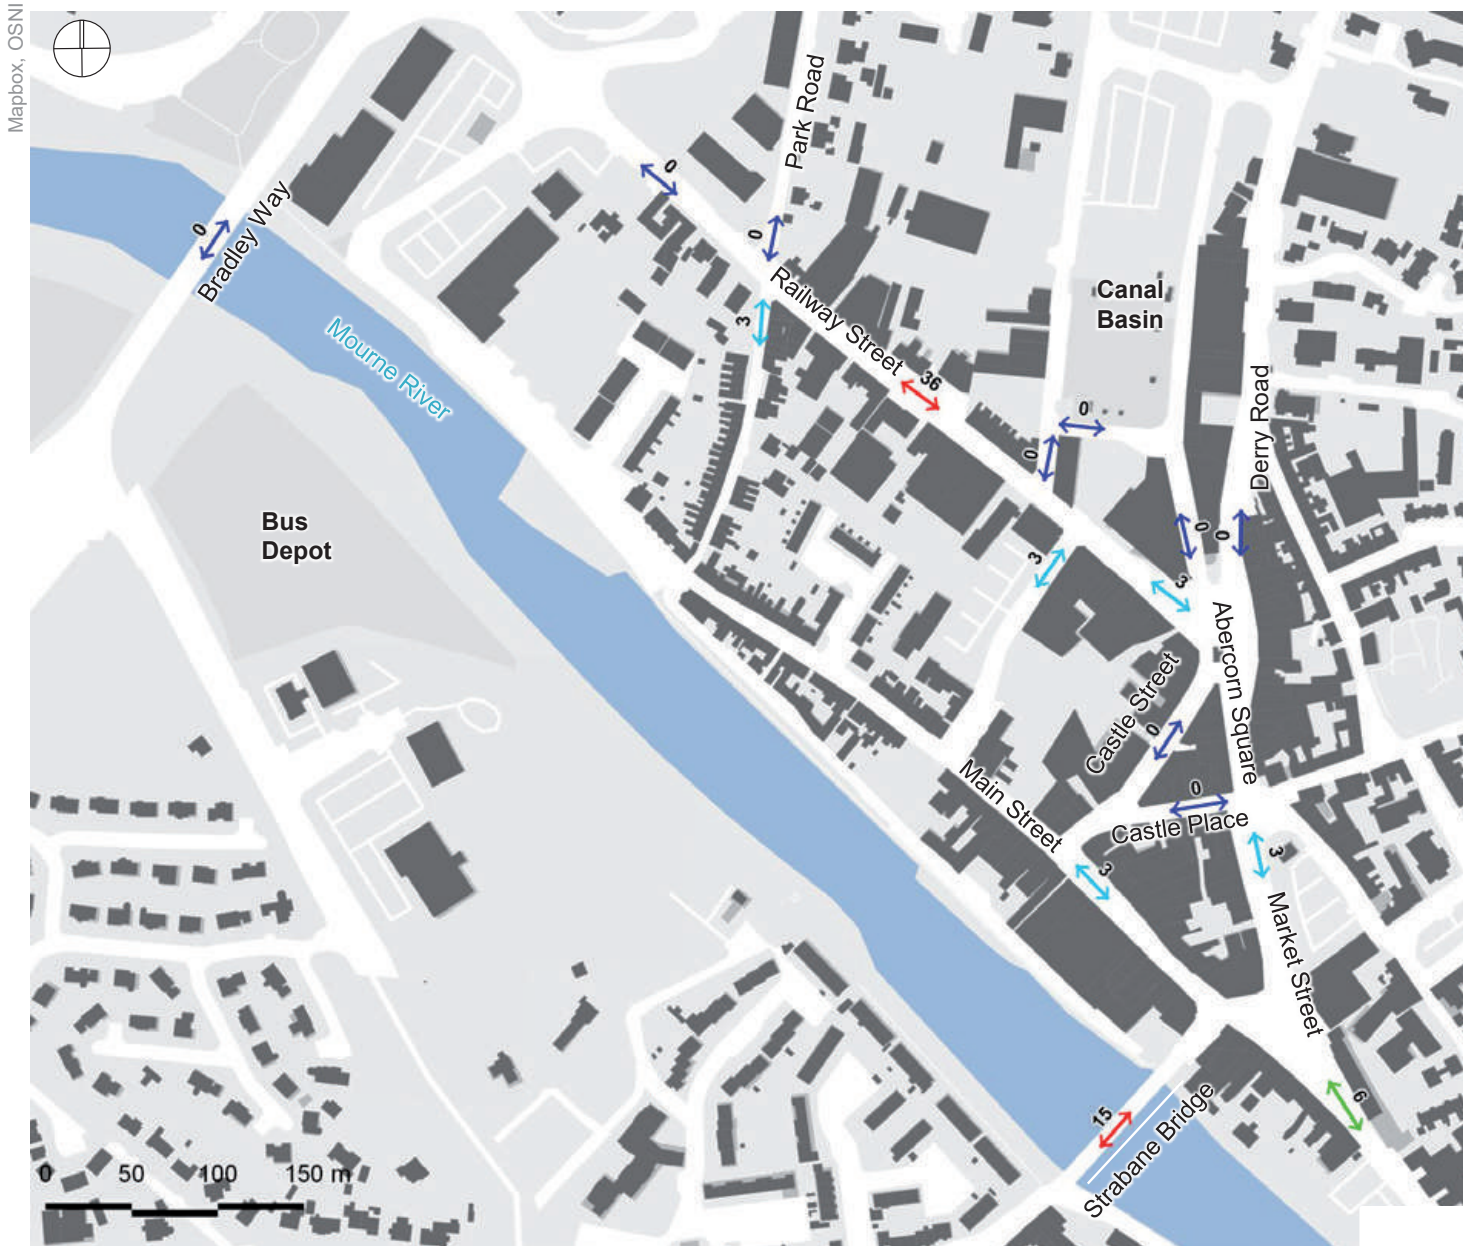 Mapbox, OSNI
Park Road
0
0
0
Bradley Way
Railway Street
Canal
Basin
3
Mourne River
36
Derry Road
0
0
Bus
Depot
0
0
3
3
Abercorn Square
Castle Street
0
Main Street
0
Castle Place
3
3
Market Street
6
15
Strabane Bridge
0 50 100 150 m